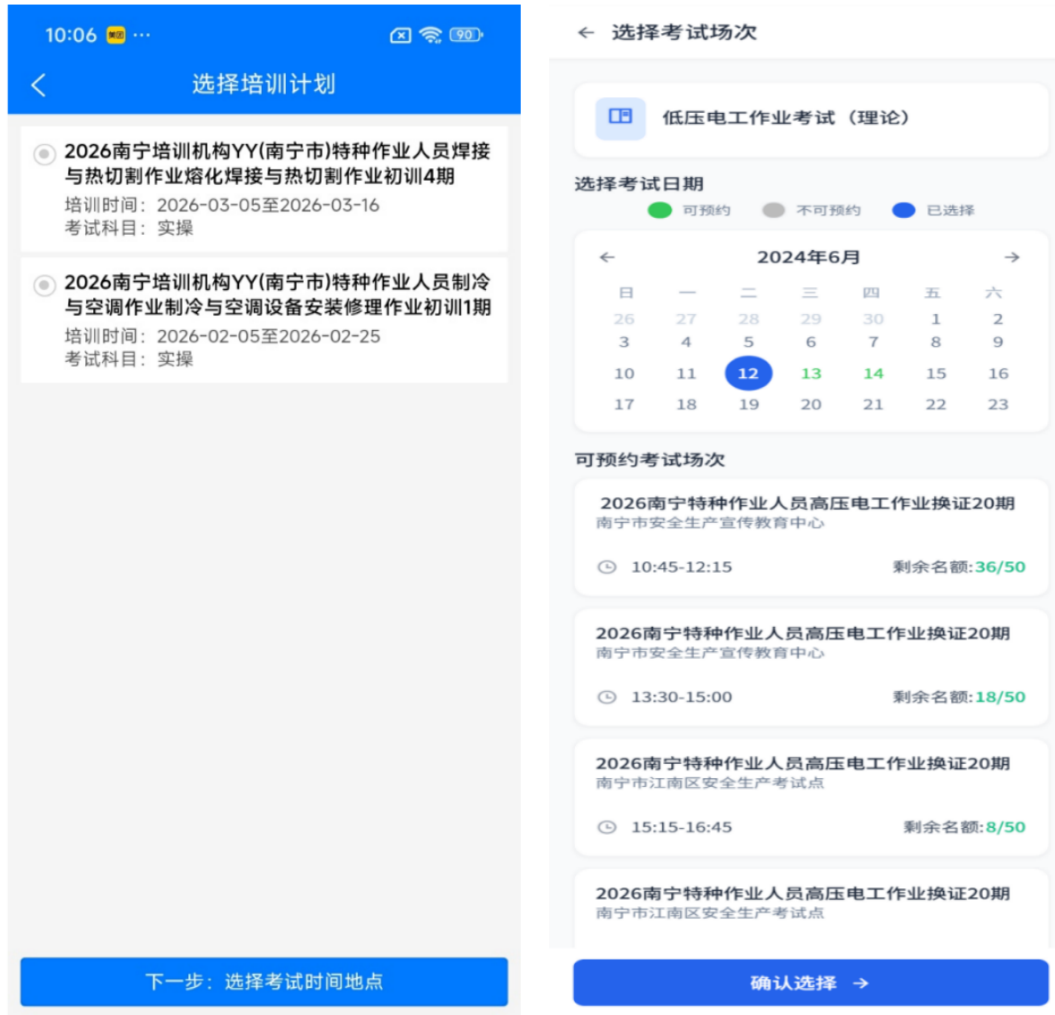 10:06 美团 ···
90
选择培训计划
2026南宁培训机构YY(南宁市)特种作业人员焊接
与热切割作业熔化焊接与热切割作业初训4期
培训时间：2026-03-05至2026-03-16
考试科目：实操
2026南宁培训机构YY(南宁市)特种作业人员制冷
与空调作业制冷与空调设备安装修理作业初训1期
培训时间：2026-02-05至2026-02-25
考试科目：实操
下一步：选择考试时间地点
← 选择考试场次
低压电工作业考试（理论）
选择考试日期
可预约 不可预约 已选择
← 2024年6月 →
日 一 二 三 四 五 六
26 27 28 29 30 1 2
3 4 5 6 7 8 9
10 11 12 13 14 15 16
17 18 19 20 21 22 23
可预约考试场次
2026南宁特种作业人员高压电工作业换证20期
南宁市安全生产宣传教育中心
10:45-12:15 剩余名额:36/50
2026南宁特种作业人员高压电工作业换证20期
南宁市安全生产宣传教育中心
13:30-15:00 剩余名额:18/50
2026南宁特种作业人员高压电工作业换证20期
南宁市江南区安全生产考试点
15:15-16:45 剩余名额:8/50
2026南宁特种作业人员高压电工作业换证20期
南宁市江南区安全生产考试点
确认选择 →